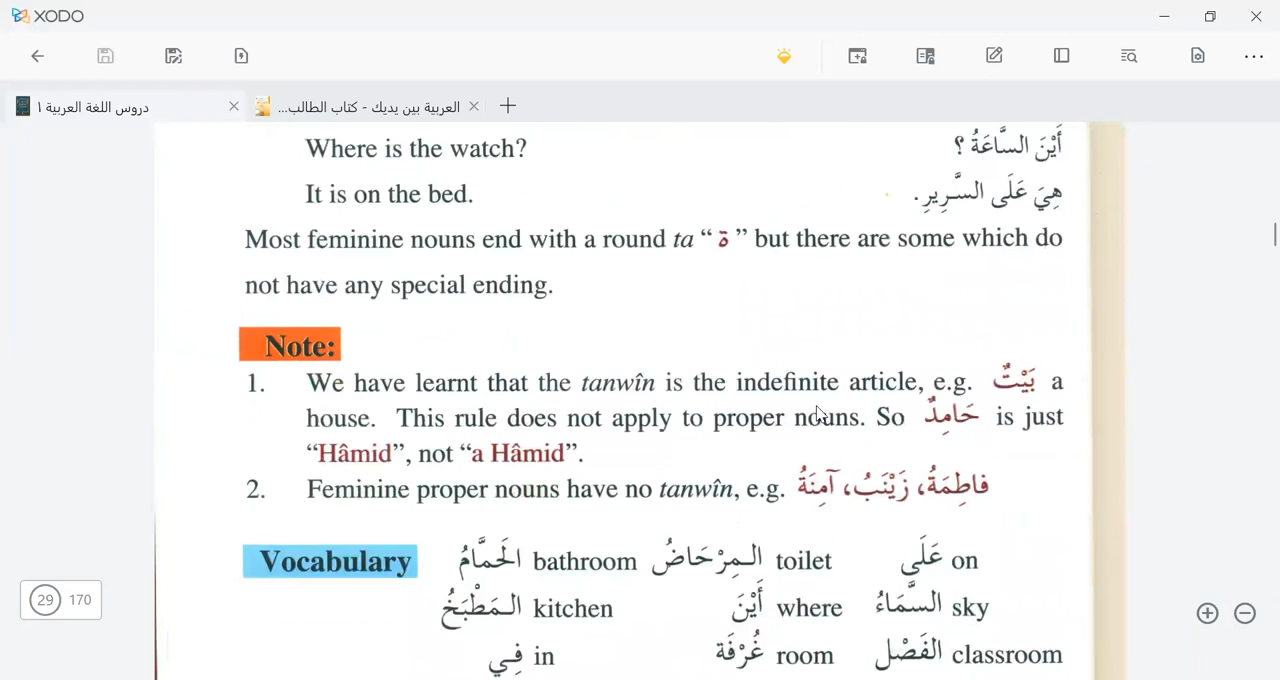 XODO
دروس اللغة العربية ١
العربية بين يديك - كتاب الطالب...
Where is the watch? أَيْنَ السَّاعَةُ ؟
It is on the bed. هِيَ عَلَى السَّرِيرِ.
Most feminine nouns end with a round ta “ ة ” but there are some which do
not have any special ending.
Note:
1. We have learnt that the tanwîn is the indefinite article, e.g. بَيْتٌ a
house. This rule does not apply to proper nouns. So حَامِدٌ is just
“Hâmid”, not “a Hâmid”.
2. Feminine proper nouns have no tanwîn, e.g. فاطِمَةُ، زَيْنَبُ، آمِنَةُ
Vocabulary الحَمَّامُ bathroom المِرْحَاضُ toilet عَلَى on
المَطْبَخُ kitchen أَيْنَ where السَّمَاءُ sky
فِي in غُرْفَة room الفَصْل classroom
29 170